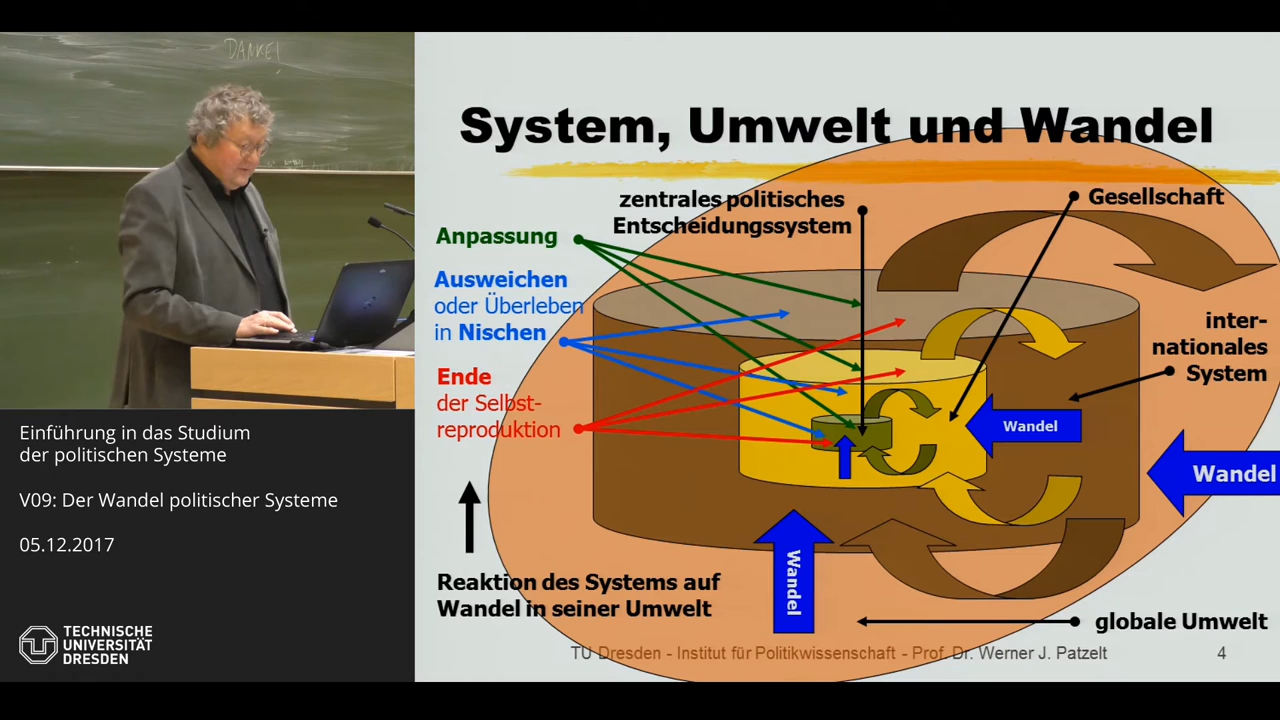 DANKE!
Einführung in das Studium
der politischen Systeme
V09: Der Wandel politischer Systeme
05.12.2017
TECHNISCHE
UNIVERSITÄT
DRESDEN
System, Umwelt und Wandel
zentrales politisches
Entscheidungssystem
Gesellschaft
Anpassung
Ausweichen
oder Überleben
in Nischen
Ende
der Selbst-
reproduktion
inter-
nationales
System
Wandel
Wandel
Wandel
Reaktion des Systems auf
Wandel in seiner Umwelt
globale Umwelt
TU Dresden - Institut für Politikwissenschaft - Prof. Dr. Werner J. Patzelt
4